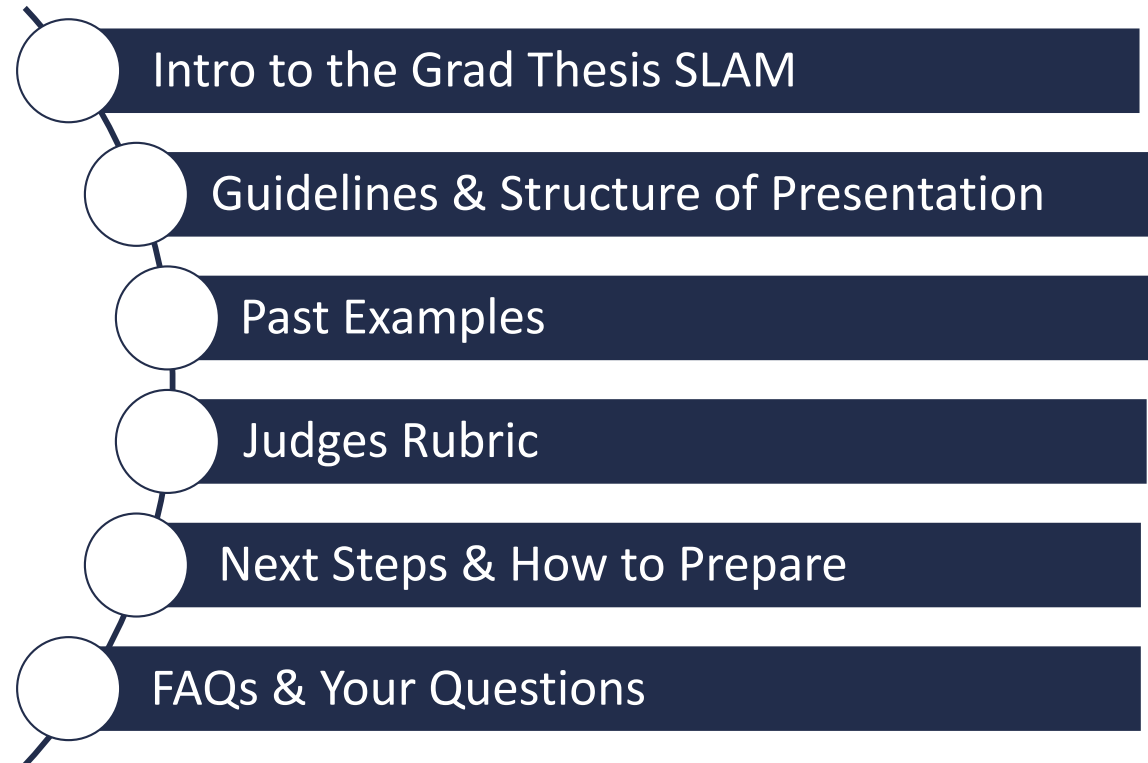 Intro to the Grad Thesis SLAM
Guidelines & Structure of Presentation
Past Examples
Judges Rubric
Next Steps & How to Prepare
FAQs & Your Questions